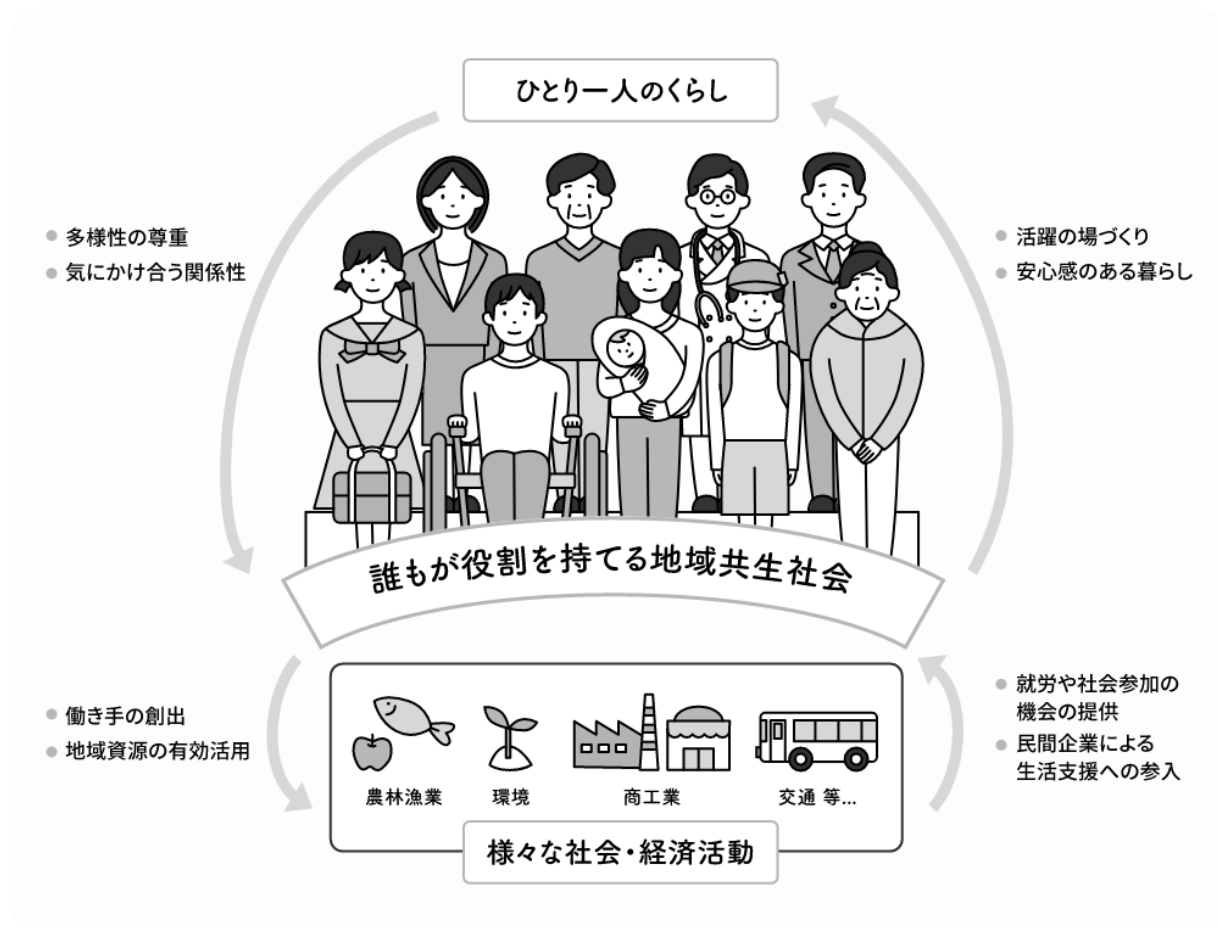 ひとり一人のくらし
多様性の尊重
気にかけ合う関係性
活躍の場づくり
安心感のある暮らし
誰もが役割を持てる地域共生社会
働き手の創出
地域資源の有効活用
就労や社会参加の
機会の提供
民間企業による
生活支援への参入
農林漁業
環境
商工業
交通 等...
様々な社会・経済活動